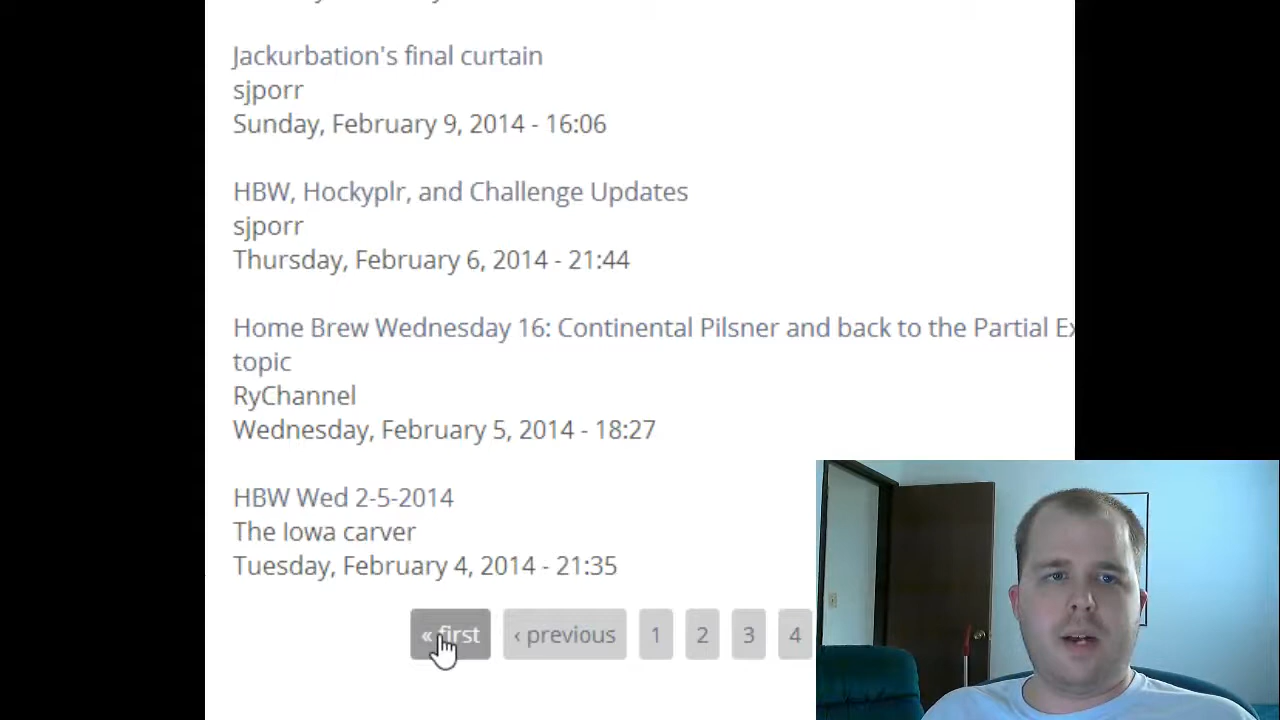 Jackurbation's final curtain
sjporr
Sunday, February 9, 2014 - 16:06
HBW, Hockyplr, and Challenge Updates
sjporr
Thursday, February 6, 2014 - 21:44
Home Brew Wednesday 16: Continental Pilsner and back to the Partial
topic
RyChannel
Wednesday, February 5, 2014 - 18:27
HBW Wed 2-5-2014
The Iowa carver
Tuesday, February 4, 2014 - 21:35
« first ‹ previous 1 2 3 4